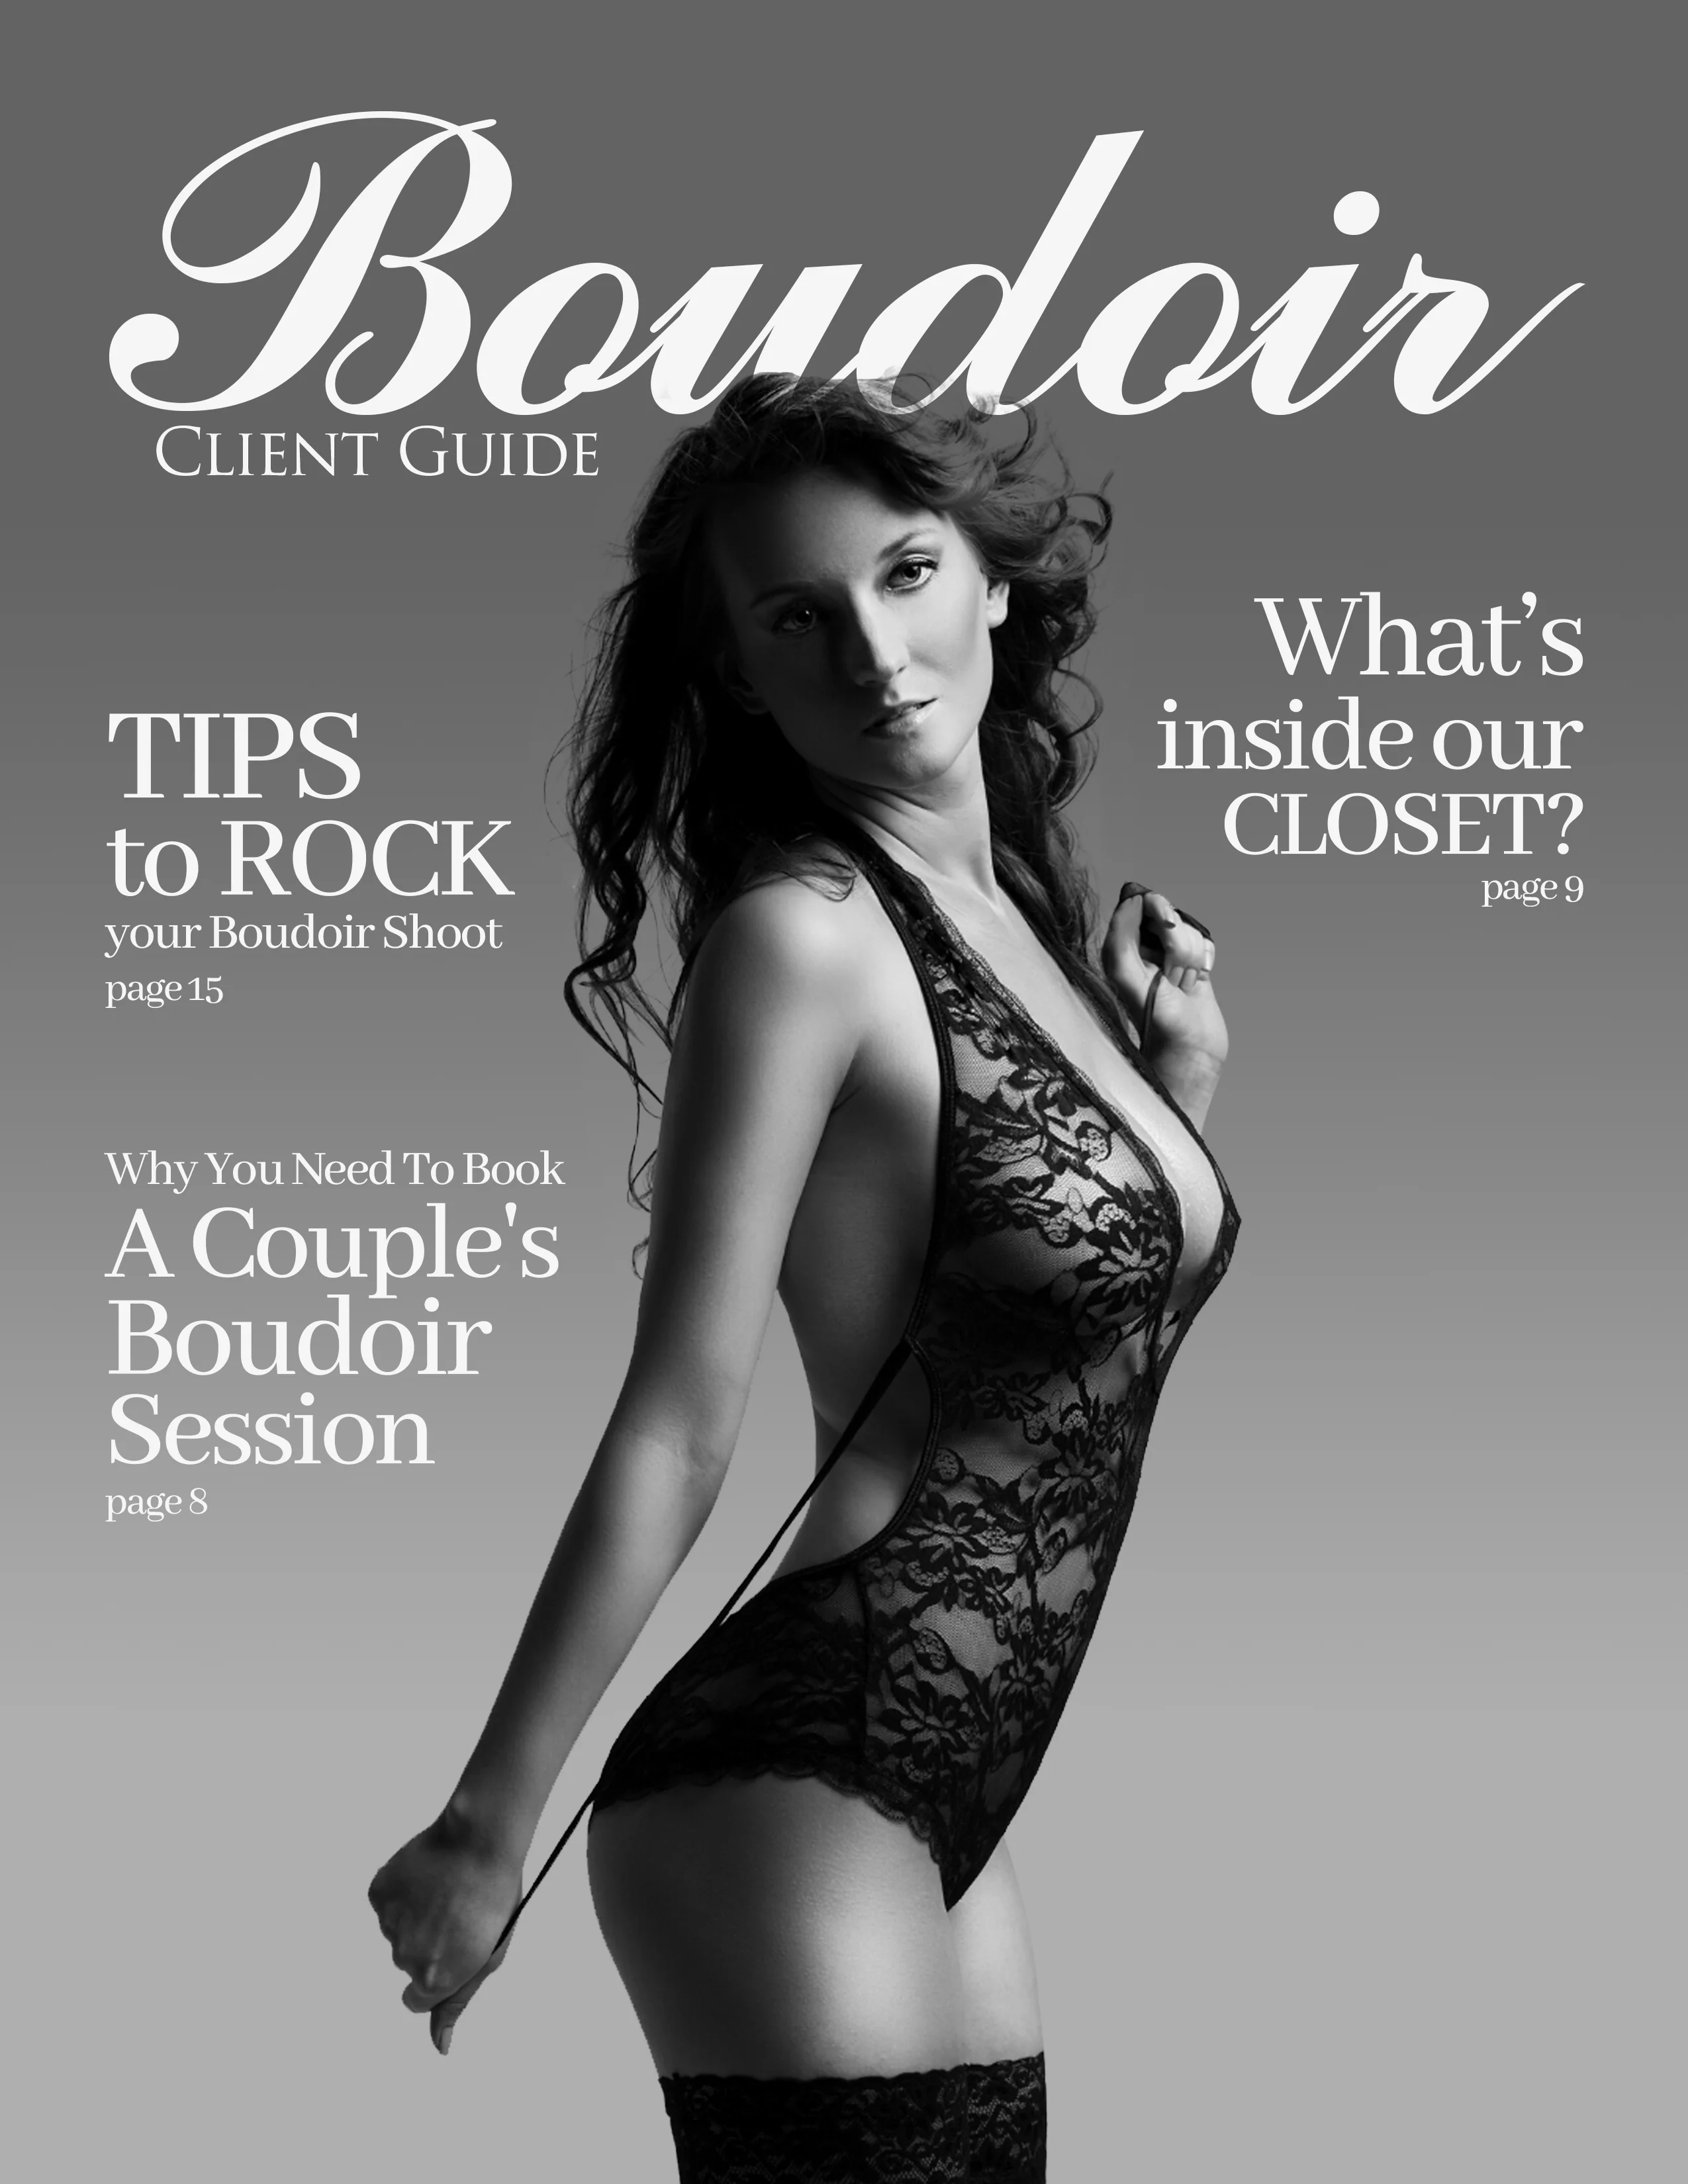 Boudoir
CLIENT GUIDE
What’s
inside our
CLOSET?
page 9
TIPS
to ROCK
your Boudoir Shoot
page 15
Why You Need To Book
A Couple's
Boudoir
Session
page 8